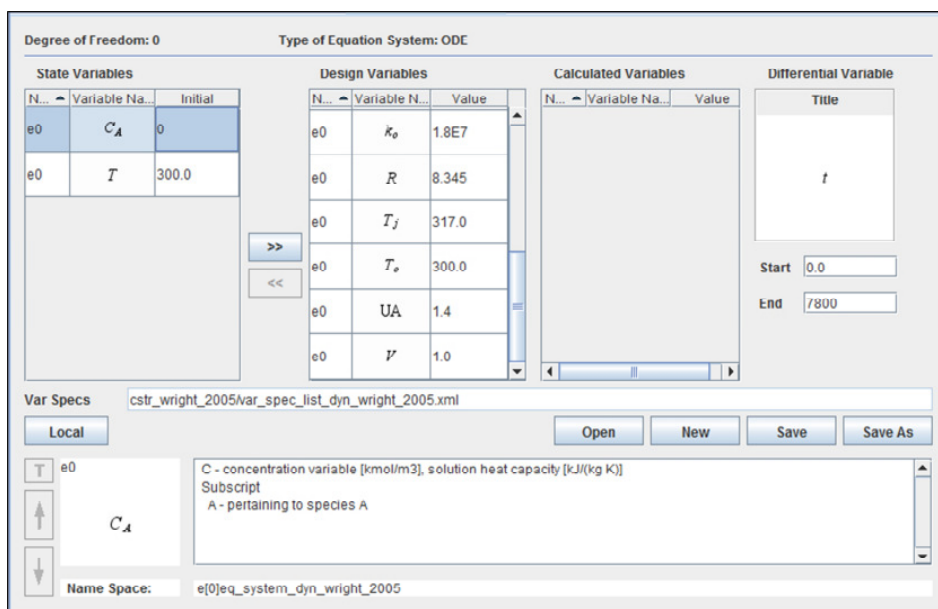 Degree of Freedom: 0 Type of Equation System: ODE
State Variables Design Variables Calculated Variables Differential Variable
N... Variable Na... Initial N... Variable N... Value N... Variable Na... Value Title
e0 C_A 0 e0 k_o 1.8E7
e0 T 300.0 e0 R 8.345 t
e0 T_j 317.0
>>
e0 T_o 300.0 Start 0.0
<<
e0 UA 1.4 End 7800
e0 V 1.0
Var Specs cstr_wright_2005/var_spec_list_dyn_wright_2005.xml
Local Open New Save Save As
T e0 C - concentration variable [kmol/m3], solution heat capacity [kJ/(kg K)]
Subscript
A - pertaining to species A
C_A
Name Space: e[0]eq_system_dyn_wright_2005